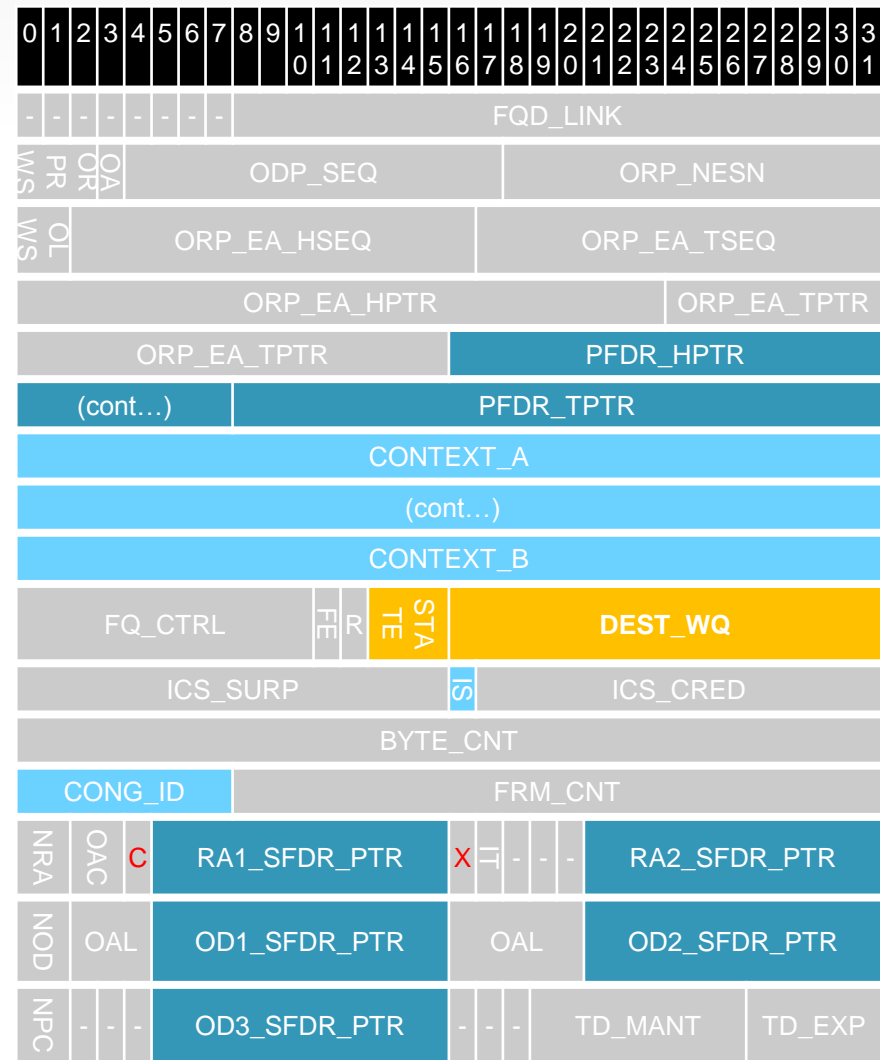 0 1 2 3 4 5 6 7 8 9 10 11 12 13 14 15 16 17 18 19 20 21 22 23 24 25 26 27 28 29 30 31
- - - - - - - - FQD_LINK
WS PR OR OA ODP_SEQ ORP_NESN
WS OL ORP_EA_HSEQ ORP_EA_TSEQ
ORP_EA_HPTR ORP_EA_TPTR
ORP_EA_TPTR PFDR_HPTR
(cont…) PFDR_TPTR
CONTEXT_A
(cont…)
CONTEXT_B
FQ_CTRL FE R STATE DEST_WQ
ICS_SURP IS ICS_CRED
BYTE_CNT
CONG_ID FRM_CNT
NRA OAC C RA1_SFDR_PTR X IT - - - RA2_SFDR_PTR
NOD OAL OD1_SFDR_PTR OAL OD2_SFDR_PTR
NPC - - - OD3_SFDR_PTR - - - TD_MANT TD_EXP